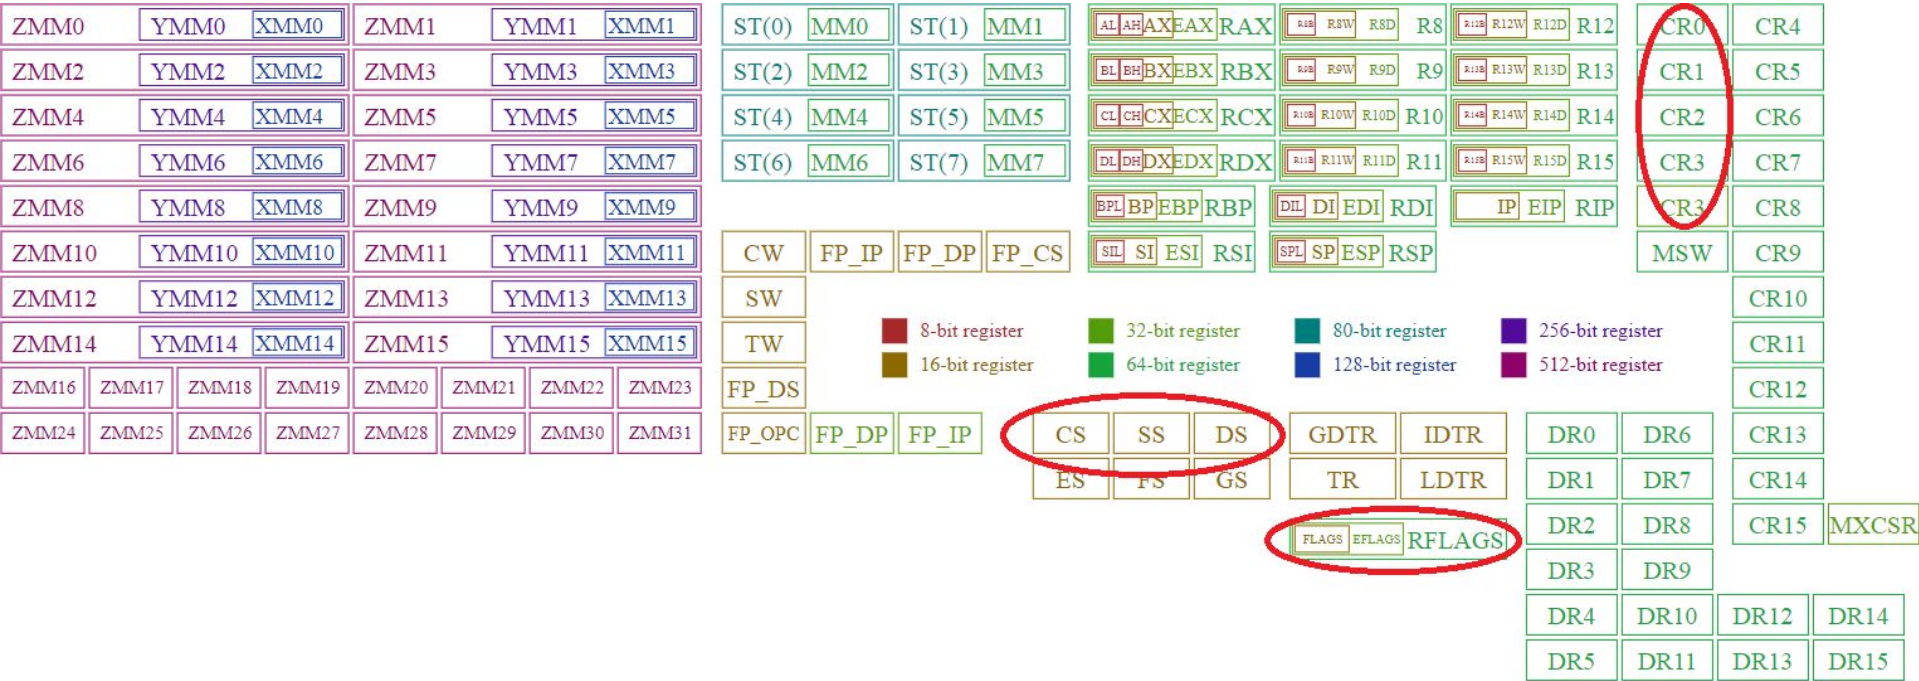 ZMM0 YMM0 XMM0 ZMM1 YMM1 XMM1 ST(0) MM0 ST(1) MM1 AL AH AX EAX RAX R8B R8W R8D R8 R12B R12W R12D R12 CR0 CR4
ZMM2 YMM2 XMM2 ZMM3 YMM3 XMM3 ST(2) MM2 ST(3) MM3 BL BH BX EBX RBX R9B R9W R9D R9 R13B R13W R13D R13 CR1 CR5
ZMM4 YMM4 XMM4 ZMM5 YMM5 XMM5 ST(4) MM4 ST(5) MM5 CL CH CX ECX RCX R10B R10W R10D R10 R14B R14W R14D R14 CR2 CR6
ZMM6 YMM6 XMM6 ZMM7 YMM7 XMM7 ST(6) MM6 ST(7) MM7 DL DH DX EDX RDX R11B R11W R11D R11 R15B R15W R15D R15 CR3 CR7
ZMM8 YMM8 XMM8 ZMM9 YMM9 XMM9 BPL BP EBP RBP DIL DI EDI RDI IP EIP RIP CR3 CR8
ZMM10 YMM10 XMM10 ZMM11 YMM11 XMM11 CW FP_IP FP_DP FP_CS SIL SI ESI RSI SPL SP ESP RSP MSW CR9
ZMM12 YMM12 XMM12 ZMM13 YMM13 XMM13 SW CR10
ZMM14 YMM14 XMM14 ZMM15 YMM15 XMM15 TW 8-bit register 32-bit register 80-bit register 256-bit register CR11
16-bit register 64-bit register 128-bit register 512-bit register
ZMM16 ZMM17 ZMM18 ZMM19 ZMM20 ZMM21 ZMM22 ZMM23 FP_DS CR12
ZMM24 ZMM25 ZMM26 ZMM27 ZMM28 ZMM29 ZMM30 ZMM31 FP_OPC FP_DP FP_IP CS SS DS GDTR IDTR DR0 DR6 CR13
ES FS GS TR LDTR DR1 DR7 CR14
FLAGS EFLAGS RFLAGS DR2 DR8 CR15 MXCSR
DR3 DR9
DR4 DR10 DR12 DR14
DR5 DR11 DR13 DR15